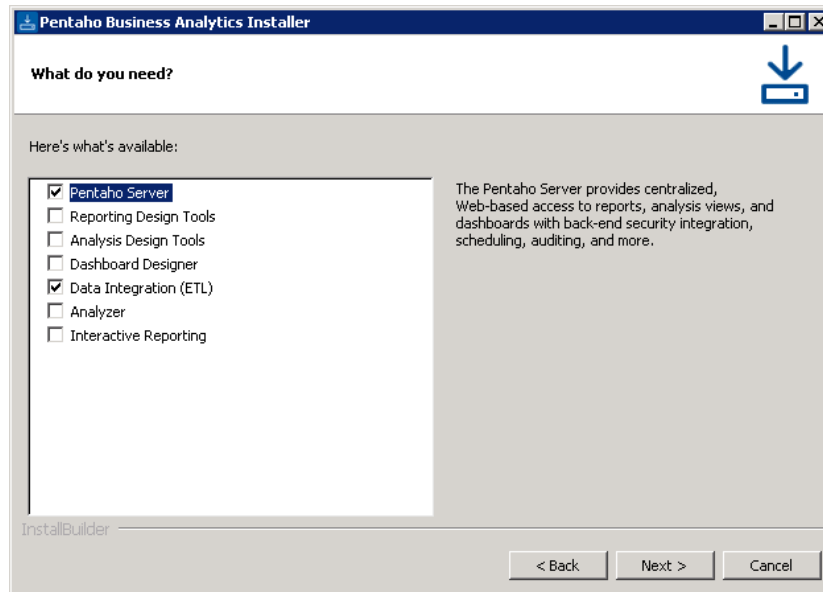 Pentaho Business Analytics Installer
What do you need?
Here's what's available:
Pentaho Server
Reporting Design Tools
Analysis Design Tools
Dashboard Designer
Data Integration (ETL)
Analyzer
Interactive Reporting
The Pentaho Server provides centralized,
Web-based access to reports, analysis views, and
dashboards with back-end security integration,
scheduling, auditing, and more.
InstallBuilder
< Back Next > Cancel